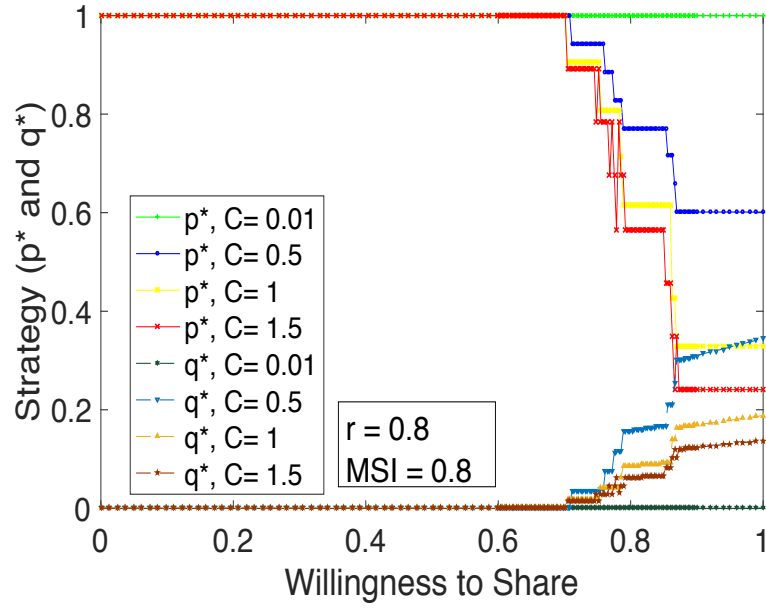 Strategy (p* and q*)
1
0.8
0.6
0.4
0.2
0
p*, C= 0.01
p*, C= 0.5
p*, C= 1
p*, C= 1.5
q*, C= 0.01
q*, C= 0.5
q*, C= 1
q*, C= 1.5
r = 0.8
MSI = 0.8
0 0.2 0.4 0.6 0.8 1
Willingness to Share